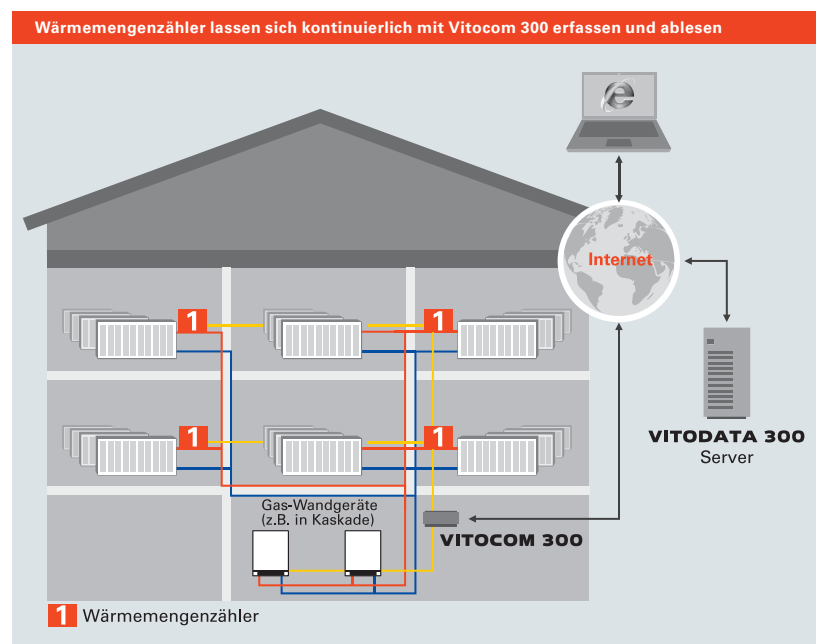 Wärmemengenzähler lassen sich kontinuierlich mit Vitocom 300 erfassen und ablesen
Internet
1
1
1
1
VITODATA 300
Server
Gas-Wandgeräte
(z.B. in Kaskade)
VITOCOM 300
1 Wärmemengenzähler